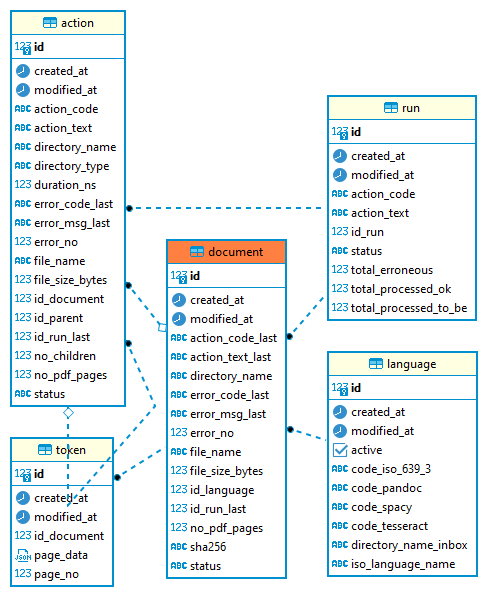 action
123 id
created_at
modified_at
ABC action_code
ABC action_text
ABC directory_name
ABC directory_type
123 duration_ns
ABC error_code_last
ABC error_msg_last
123 error_no
ABC file_name
123 file_size_bytes
123 id_document
123 id_parent
123 id_run_last
123 no_children
123 no_pdf_pages
ABC status
run
123 id
created_at
modified_at
ABC action_code
ABC action_text
123 id_run
ABC status
123 total_erroneous
123 total_processed_ok
123 total_processed_to_be
document
123 id
created_at
modified_at
ABC action_code_last
ABC action_text_last
ABC directory_name
ABC error_code_last
ABC error_msg_last
123 error_no
ABC file_name
123 file_size_bytes
123 id_language
123 id_run_last
123 no_pdf_pages
ABC sha256
ABC status
language
123 id
created_at
modified_at
active
ABC code_iso_639_3
ABC code_pandoc
ABC code_spacy
ABC code_tesseract
ABC directory_name_inbox
ABC iso_language_name
token
123 id
created_at
modified_at
123 id_document
JSON page_data
123 page_no